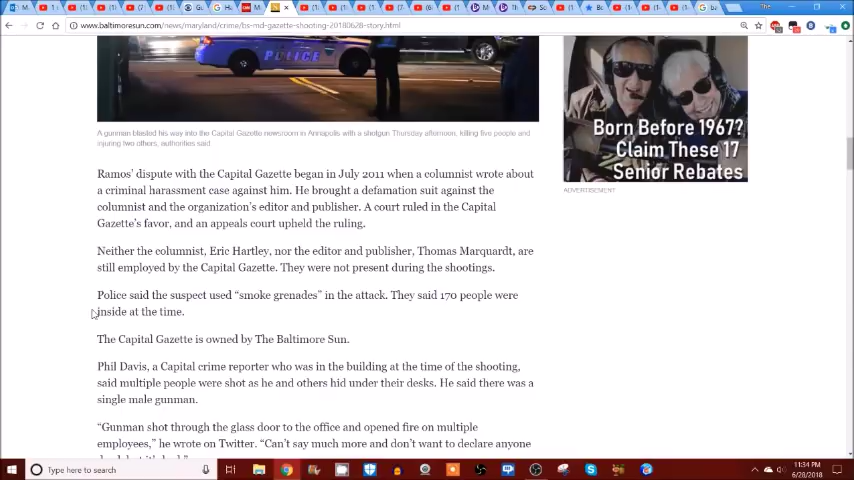 www.baltimoresun.com/news/maryland/crime/bs-md-gazette-shooting-20180628-story.html
POLICE
Born Before 1967?
Claim These 17
Senior Rebates
ADVERTISEMENT
A gunman blasted his way into the Capital Gazette newsroom in Annapolis with a shotgun Thursday afternoon, killing five people and
injuring two others, authorities said
Ramos' dispute with the Capital Gazette began in July 2011 when a columnist wrote about
a criminal harassment case against him. He brought a defamation suit against the
columnist and the organization's editor and publisher. A court ruled in the Capital
Gazette's favor, and an appeals court upheld the ruling.
Neither the columnist, Eric Hartley, nor the editor and publisher, Thomas Marquardt, are
still employed by the Capital Gazette. They were not present during the shootings.
Police said the suspect used “smoke grenades” in the attack. They said 170 people were
inside at the time.
The Capital Gazette is owned by The Baltimore Sun.
Phil Davis, a Capital crime reporter who was in the building at the time of the shooting,
said multiple people were shot as he and others hid under their desks. He said there was a
single male gunman.
“Gunman shot through the glass door to the office and opened fire on multiple
employees,” he wrote on Twitter. “Can't say much more and don't want to declare anyone
Type here to search
11:34 PM
6/28/2018